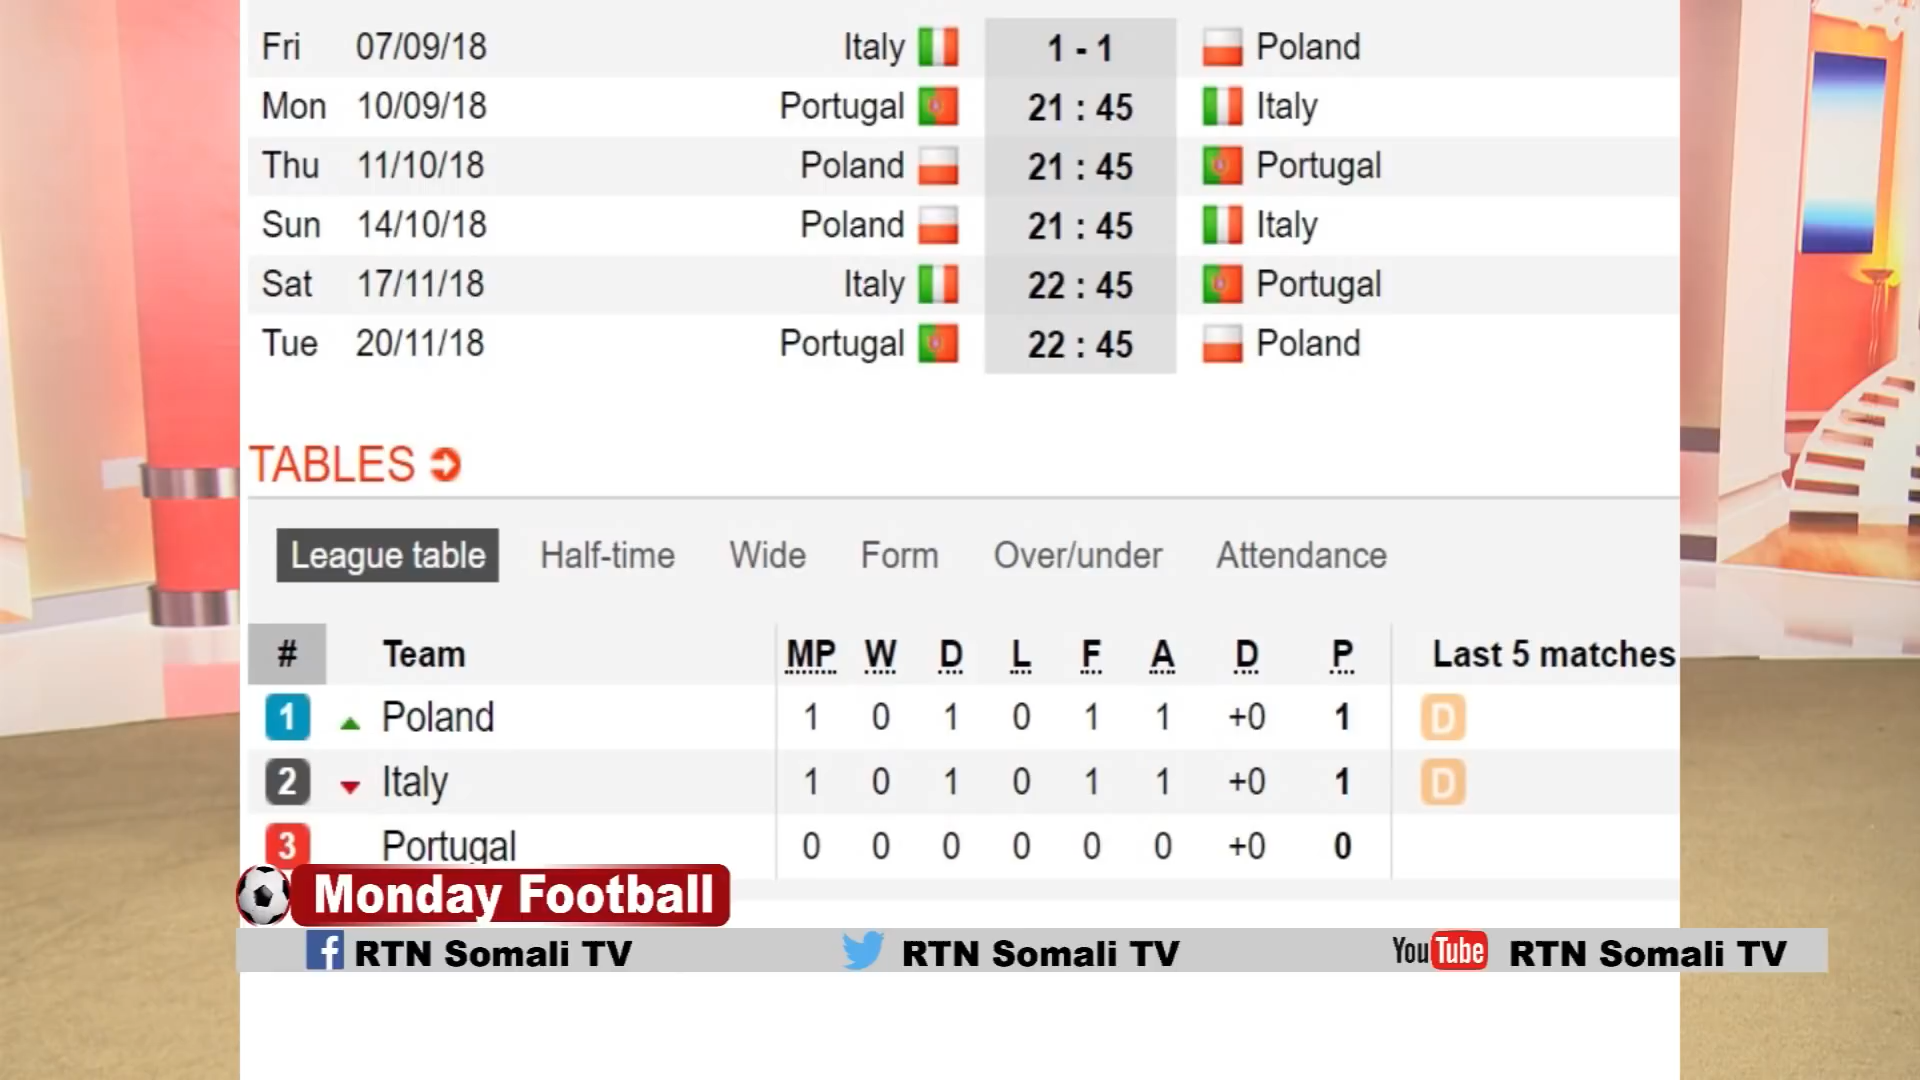 Fri 07/09/18 Italy 1 - 1 Poland
Mon 10/09/18 Portugal 21 : 45 Italy
Thu 11/10/18 Poland 21 : 45 Portugal
Sun 14/10/18 Poland 21 : 45 Italy
Sat 17/11/18 Italy 22 : 45 Portugal
Tue 20/11/18 Portugal 22 : 45 Poland
TABLES
League table Half-time Wide Form Over/under Attendance
# Team MP W D L F A D P Last 5 matches
1 Poland 1 0 1 0 1 1 +0 1 D
2 Italy 1 0 1 0 1 1 +0 1 D
3 Portugal 0 0 0 0 0 0 +0 0
Monday Football
f RTN Somali TV RTN Somali TV YouTube RTN Somali TV